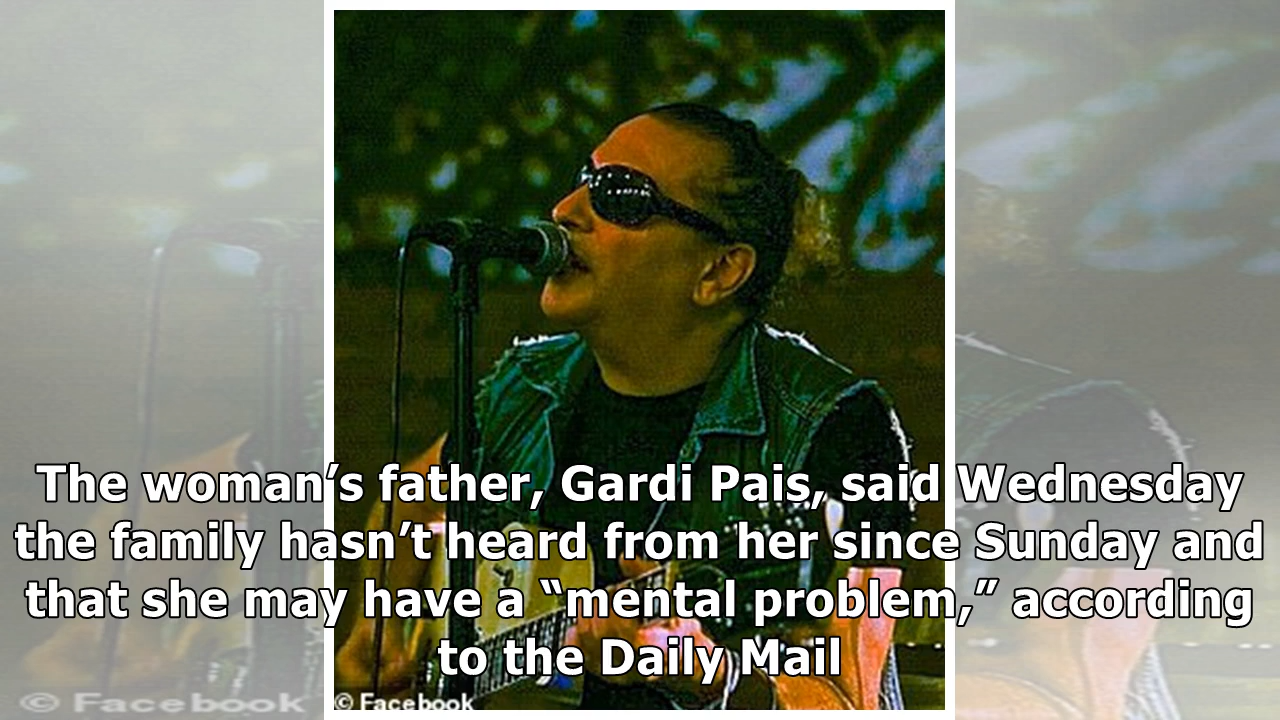 The woman’s father, Gardi Pais, said Wednesday
the family hasn’t heard from her since Sunday and
that she may have a “mental problem,” according
to the Daily Mail
© Facebook
© Facebook